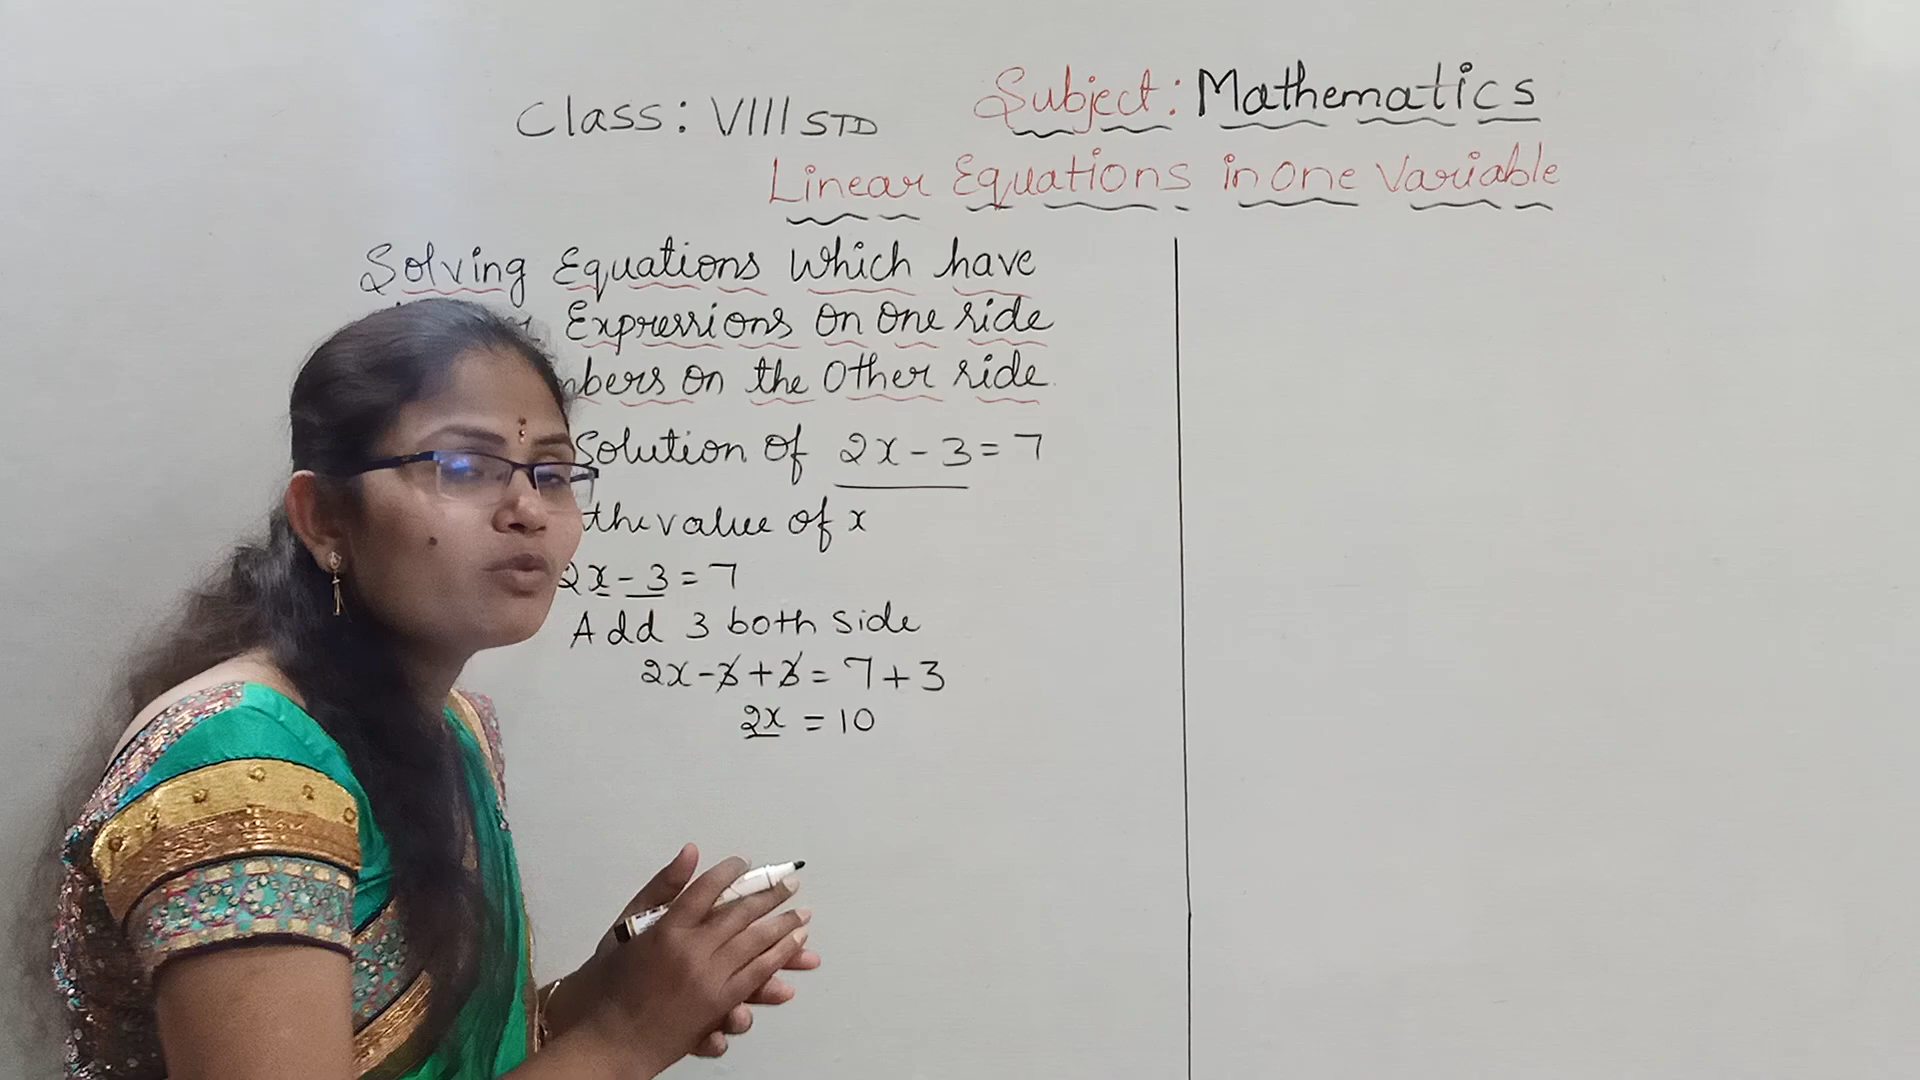 Class: VIII STD
Subject: Mathematics
Linear Equations in One Variable
Solving Equations Which have
Expressions On One side
On the Other side
Solution Of 2x - 3 = 7
the value of x
2x - 3 = 7
Add 3 both side
2x - 3 + 3 = 7 + 3
2x = 10